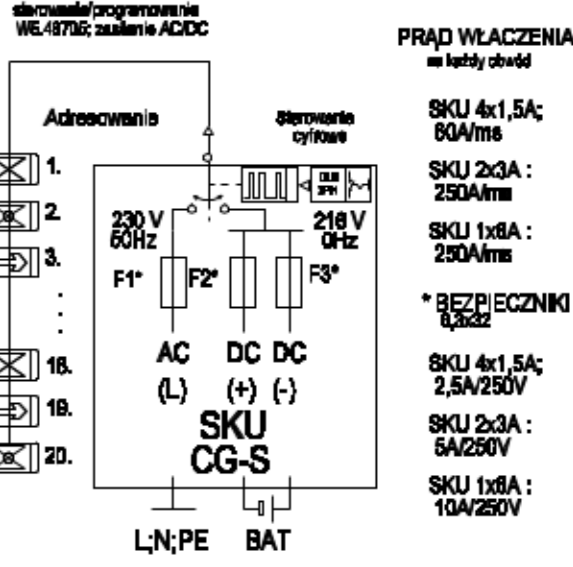 sterowanie/programowanie
WE.48705; zasilanie AC/DC
PRĄD WŁĄCZENIA
na każdy obwód
Adresowanie
Sterowanie
cyfrowe
SKU 4x1,5A;
60A/ms
SKU 2x3A :
250A/ms
SKU 1x6A :
250A/ms
1.
2.
3.
230 V
50Hz
216 V
0Hz
F1*
F2*
F3*
* BEZPIECZNIKI
6,3x32
AC
(L)
DC
(+)
DC
(-)
18.
19.
20.
SKU
CG-S
SKU 4x1,5A;
2,5A/250V
SKU 2x3A :
5A/250V
SKU 1x6A :
10A/250V
L;N;PE
BAT